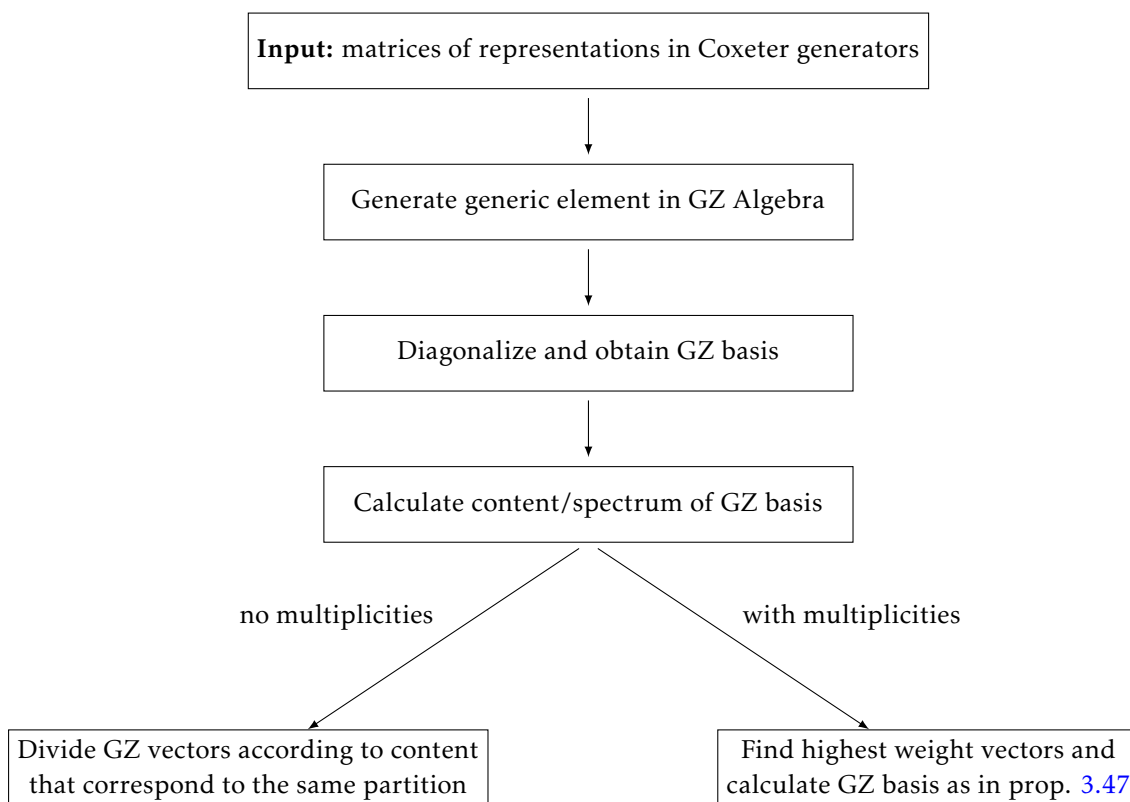 Input: matrices of representations in Coxeter generators
Generate generic element in GZ Algebra
Diagonalize and obtain GZ basis
Calculate content/spectrum of GZ basis
no multiplicities
with multiplicities
Divide GZ vectors according to content
that correspond to the same partition
Find highest weight vectors and
calculate GZ basis as in prop. 3.47